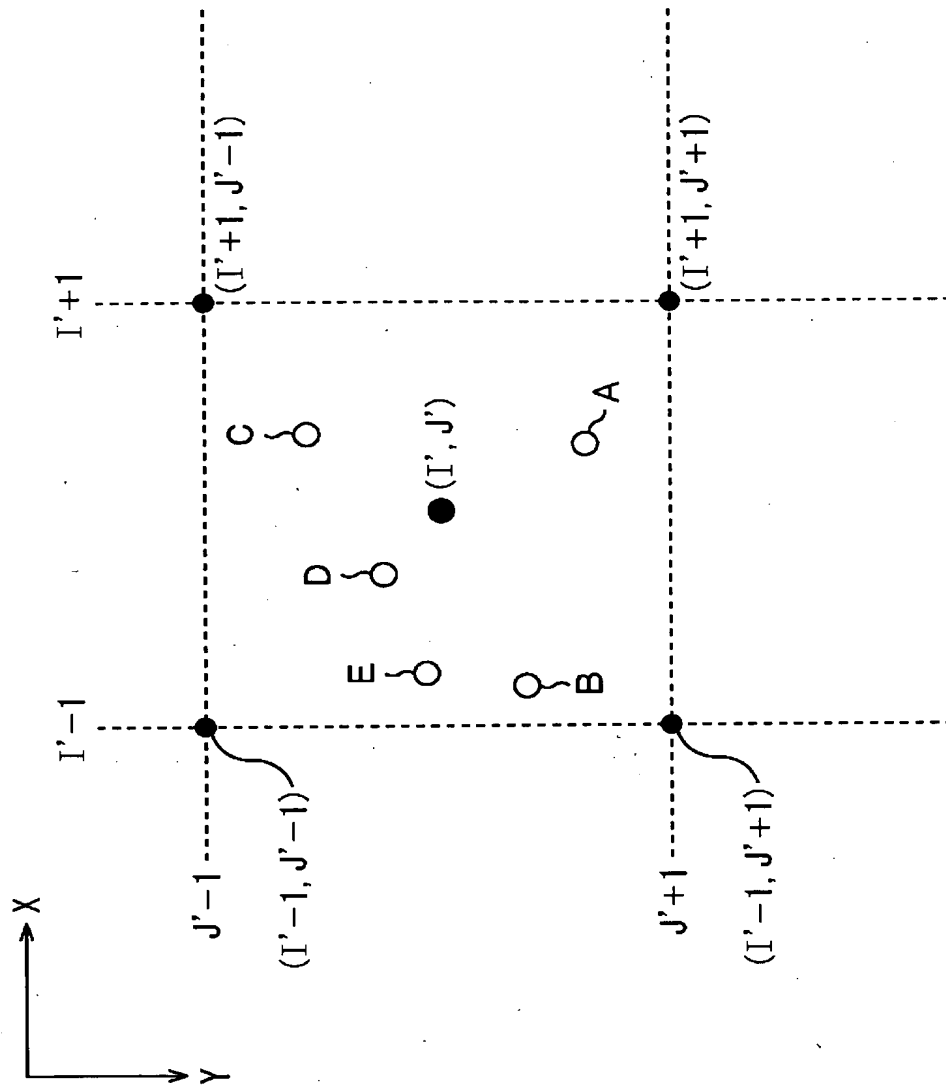 X
I'-1
I'+1
Y
J'-1
(I'+1, J'-1)
C
(I'-1, J'-1)
D
E
(I', J')
B
A
J'+1
(I'+1, J'+1)
(I'-1, J'+1)